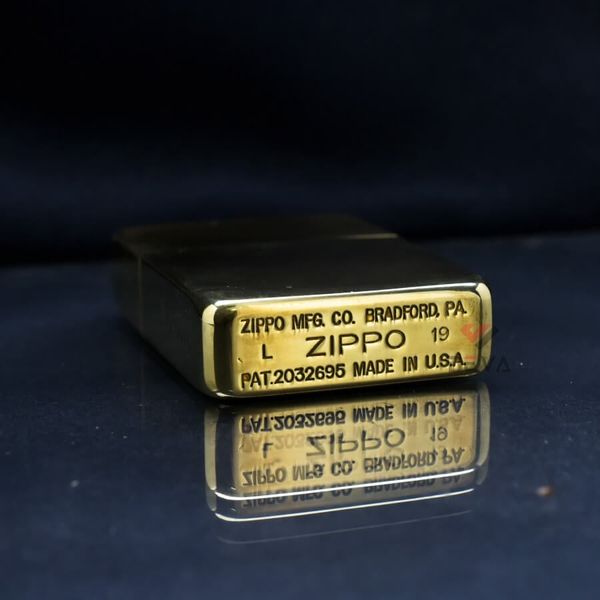 ZIPPO MFG. CO. BRADFORD, PA.
L ZIPPO 19
PAT.2032695 MADE IN U.S.A.